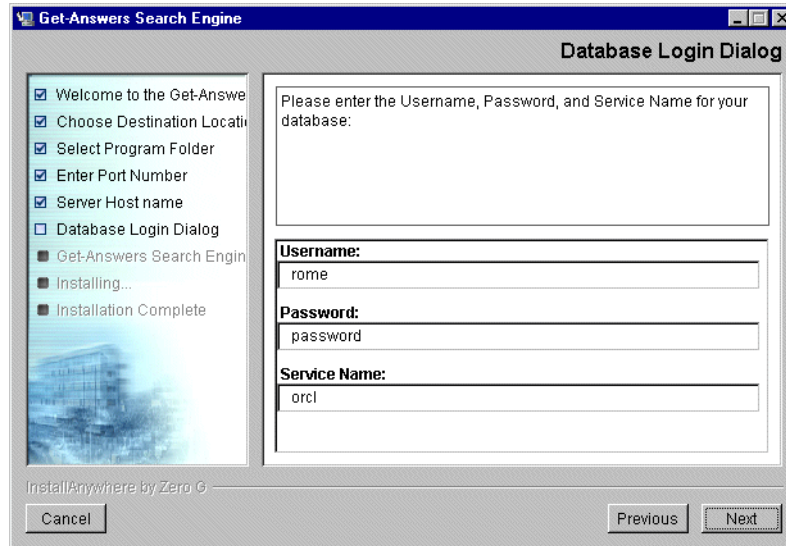 Get-Answers Search Engine
Database Login Dialog
Welcome to the Get-Answe
Choose Destination Locati
Select Program Folder
Enter Port Number
Server Host name
Database Login Dialog
Get-Answers Search Engin
Installing...
Installation Complete
Please enter the Username, Password, and Service Name for your
database:
Username:
rome
Password:
password
Service Name:
orcl
InstallAnywhere by Zero G
Cancel
Previous
Next